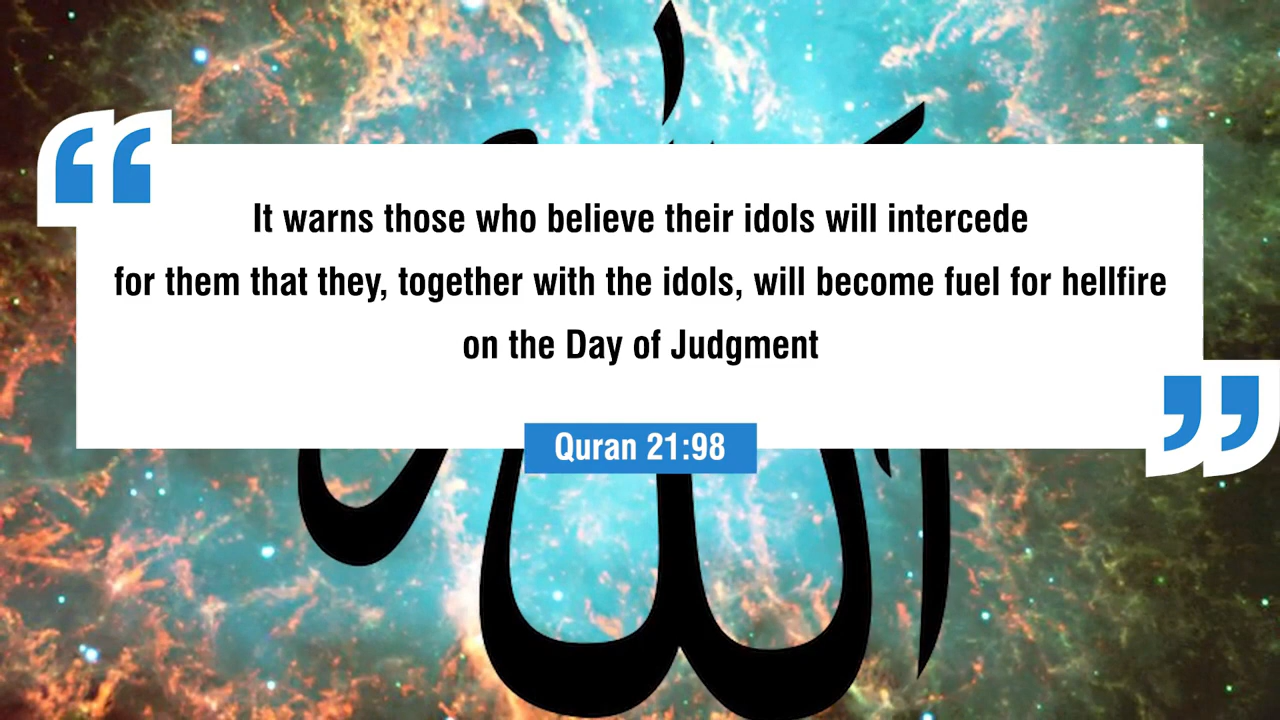 It warns those who believe their idols will intercede
for them that they, together with the idols, will become fuel for hellfire
on the Day of Judgment
Quran 21:98
الله